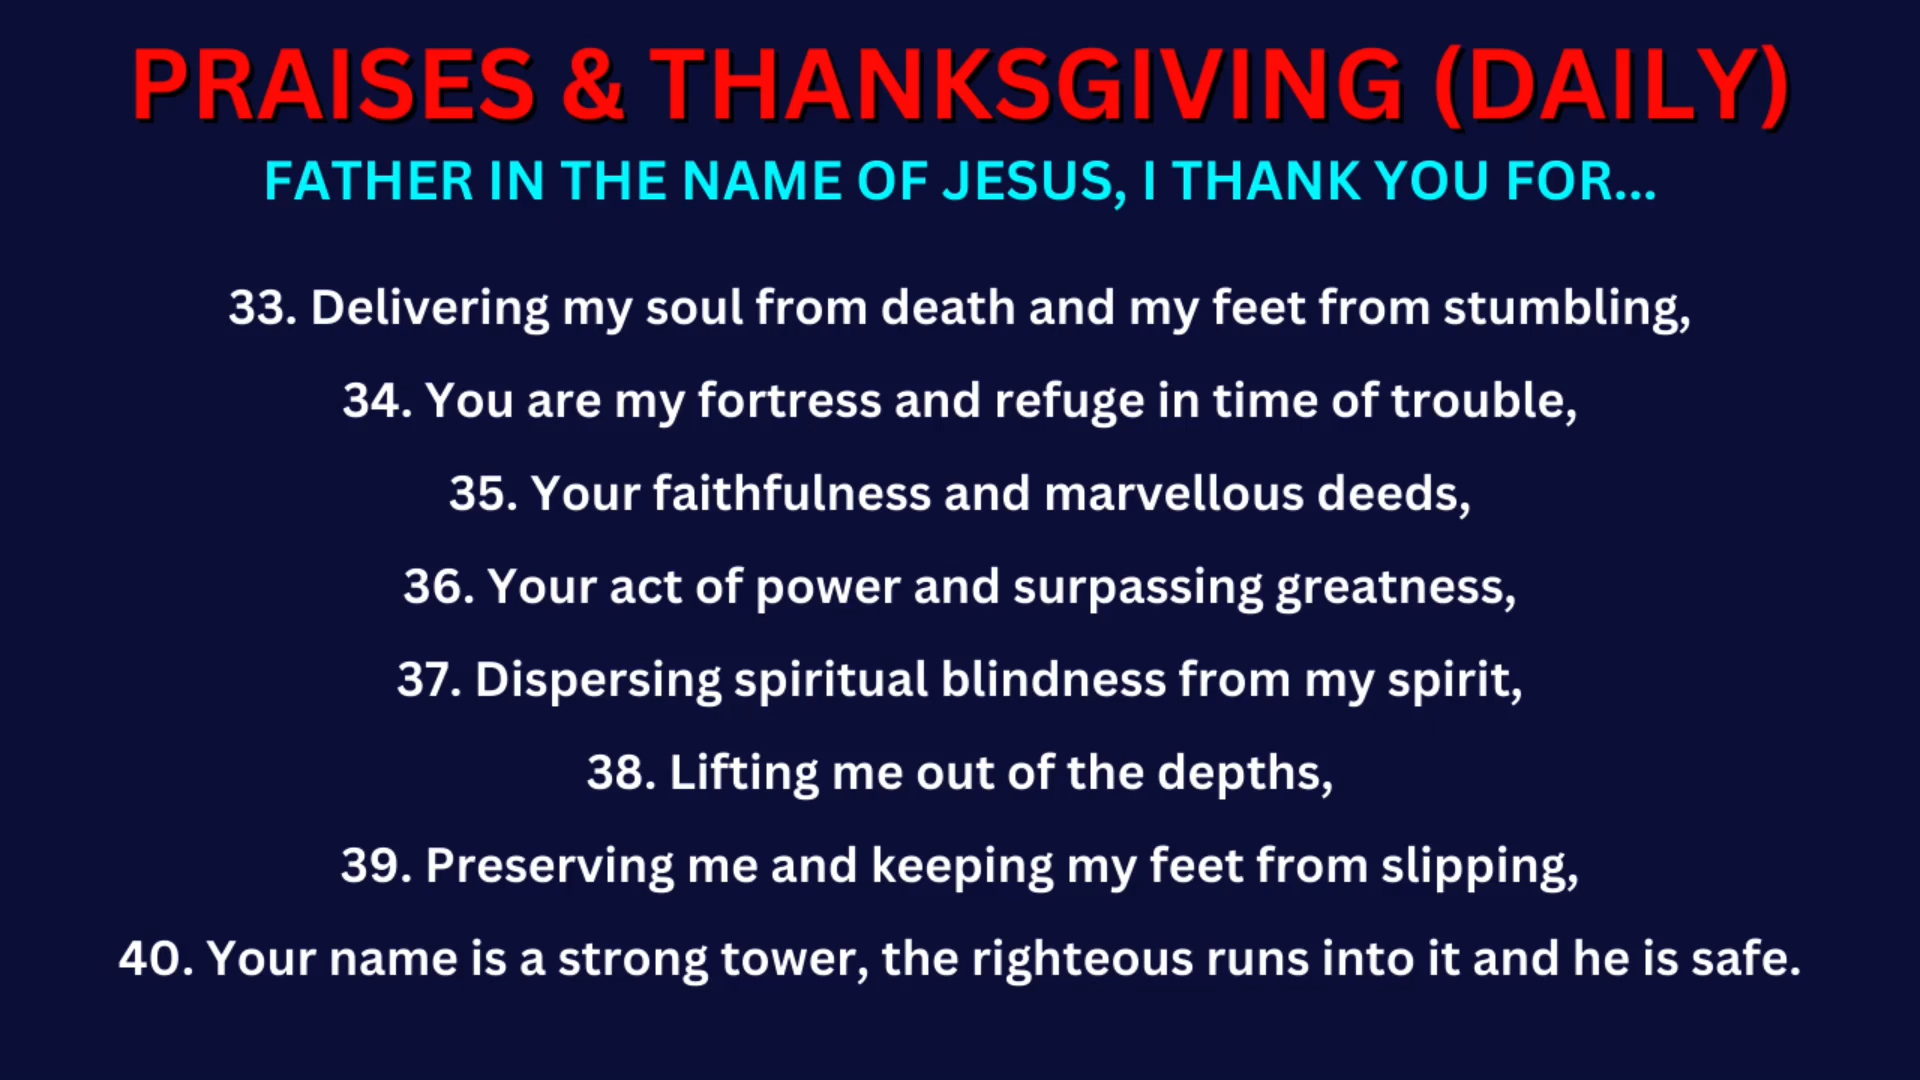 PRAISES & THANKSGIVING (DAILY)
FATHER IN THE NAME OF JESUS, I THANK YOU FOR...
33. Delivering my soul from death and my feet from stumbling,
34. You are my fortress and refuge in time of trouble,
35. Your faithfulness and marvellous deeds,
36. Your act of power and surpassing greatness,
37. Dispersing spiritual blindness from my spirit,
38. Lifting me out of the depths,
39. Preserving me and keeping my feet from slipping,
40. Your name is a strong tower, the righteous runs into it and he is safe.